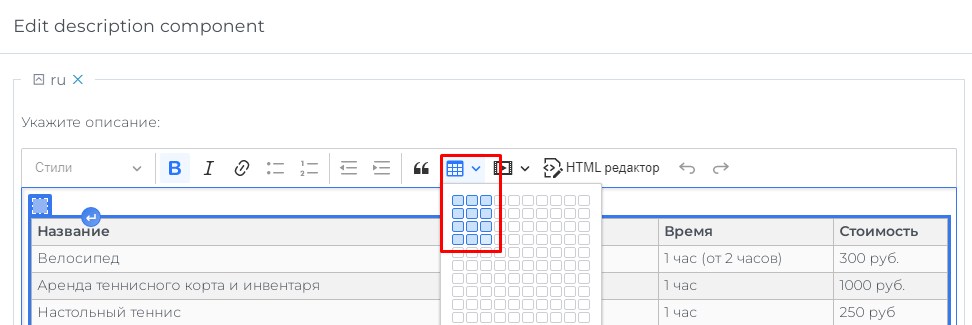 Edit description component
ru
Укажите описание:
Стили B I HTML редактор
Название Время Стоимость
Велосипед 1 час (от 2 часов) 300 руб.
Аренда теннисного корта и инвентаря 1 час 1000 руб.
Настольный теннис 1 час 250 руб